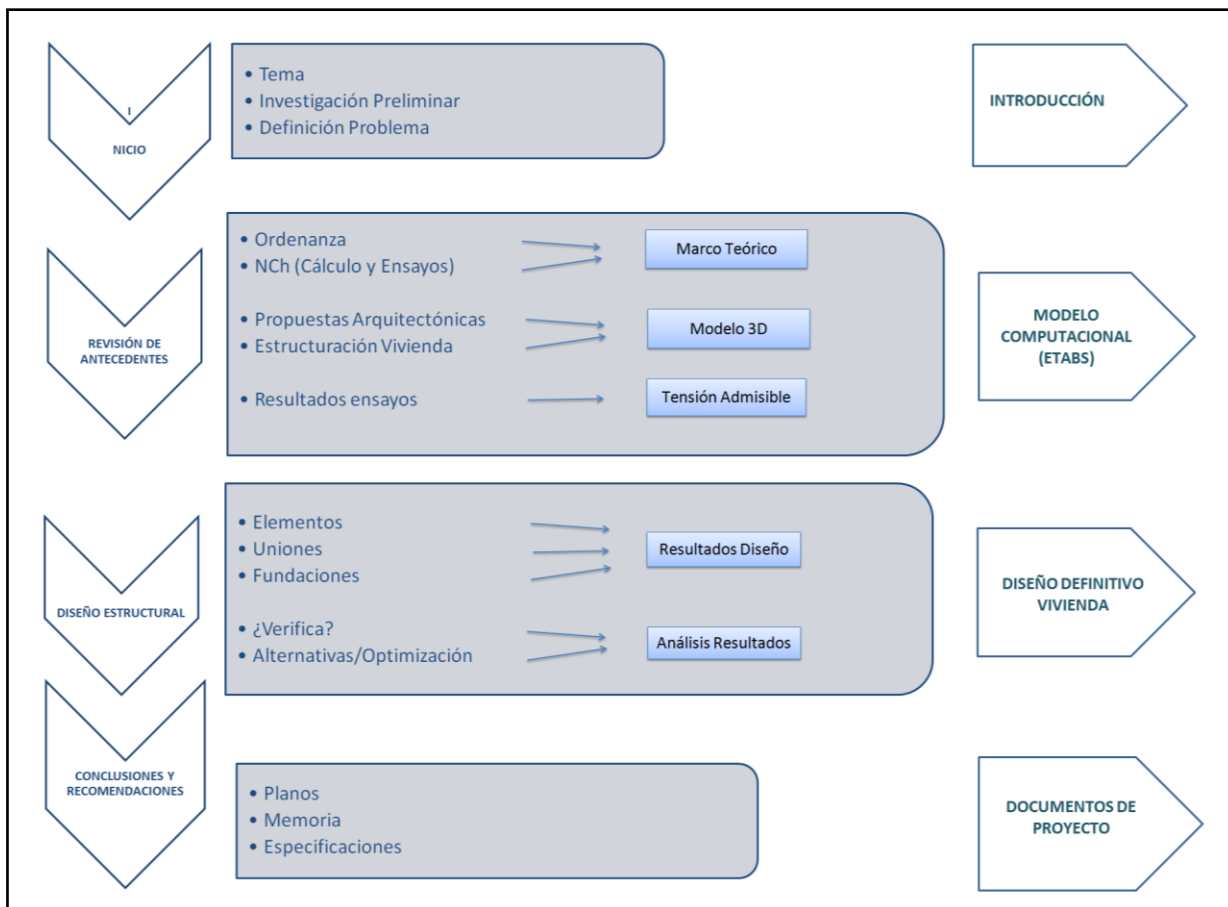 I
NICIO
• Tema
• Investigación Preliminar
• Definición Problema
INTRODUCCIÓN
REVISIÓN DE
ANTECEDENTES
• Ordenanza
• NCh (Cálculo y Ensayos)
Marco Teórico
• Propuestas Arquitectónicas
• Estructuración Vivienda
Modelo 3D
• Resultados ensayos
Tensión Admisible
MODELO
COMPUTACIONAL
(ETABS)
DISEÑO ESTRUCTURAL
• Elementos
• Uniones
• Fundaciones
Resultados Diseño
• ¿Verifica?
• Alternativas/Optimización
Análisis Resultados
DISEÑO DEFINITIVO
VIVIENDA
CONCLUSIONES Y
RECOMENDACIONES
• Planos
• Memoria
• Especificaciones
DOCUMENTOS DE
PROYECTO